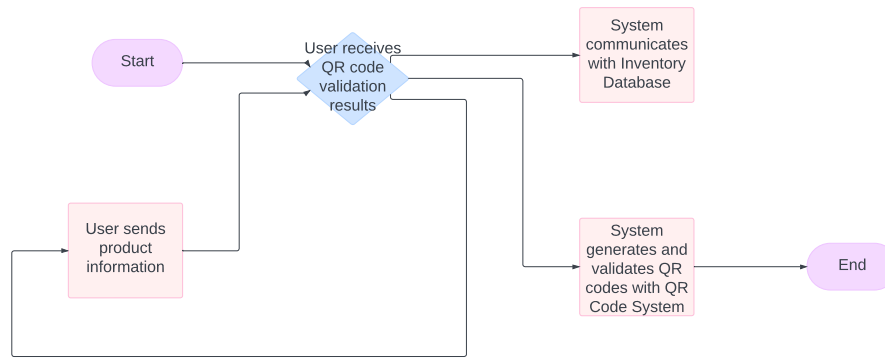 Start
User receives
QR code
validation
results
System
communicates
with Inventory
Database
User sends
product
information
System
generates and
validates QR
codes with QR
Code System
End